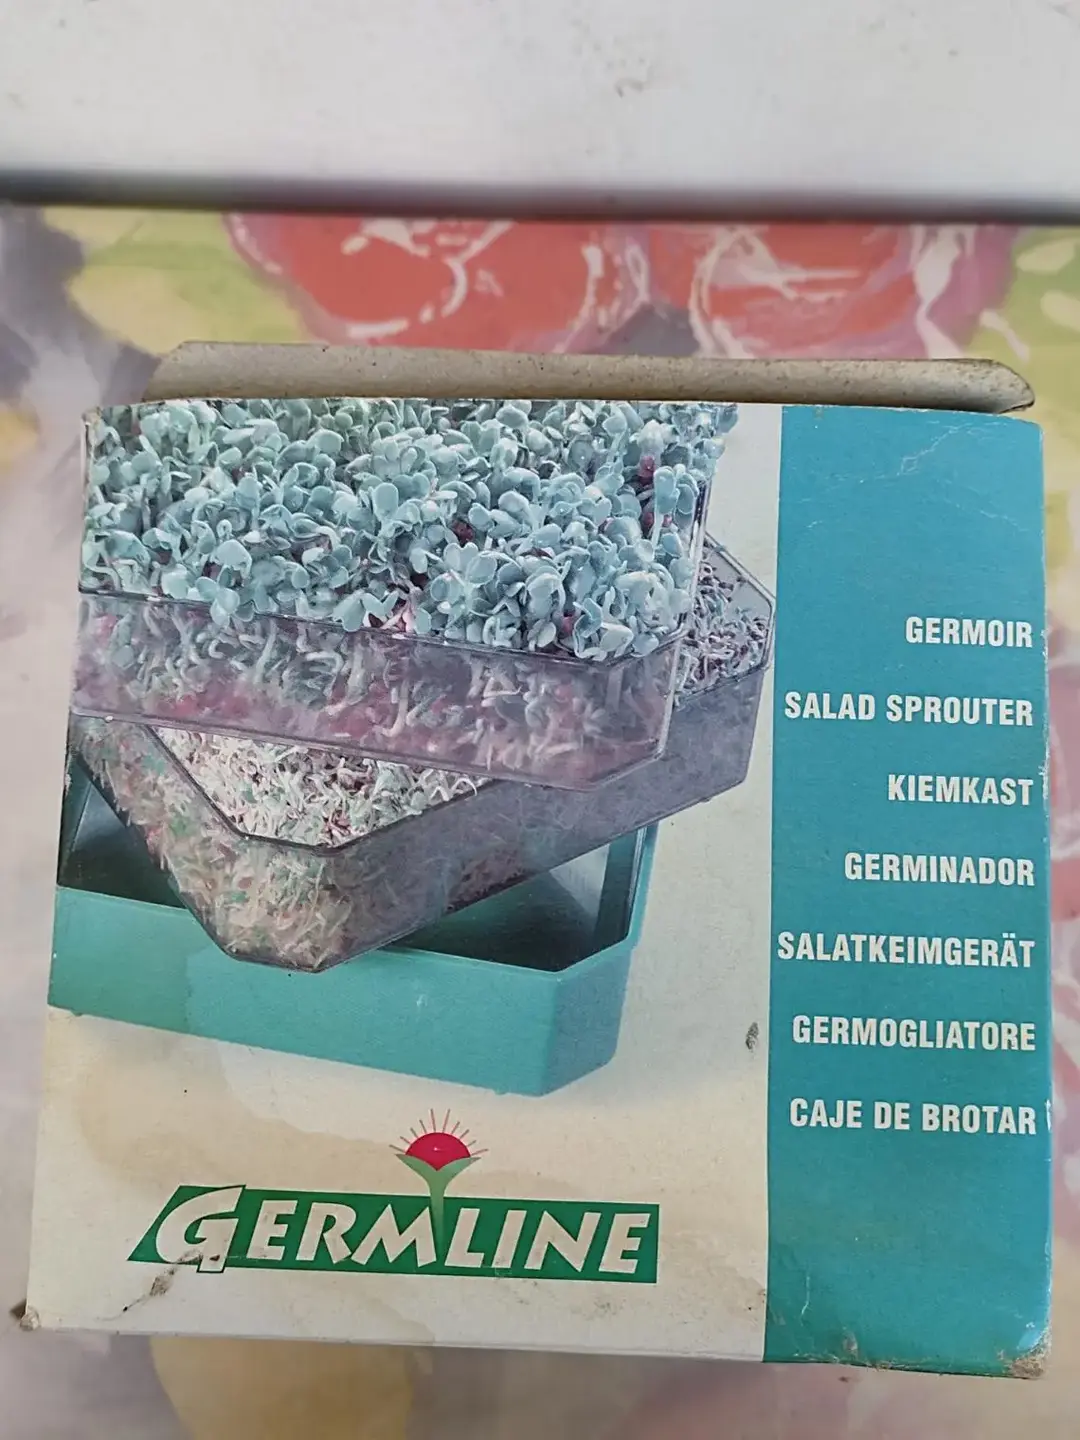 GERMOIR
SALAD SPROUTER
KIEMKAST
GERMINADOR
SALATKEIMGERÄT
GERMOGLIATORE
CAJE DE BROTAR
GERMLINE